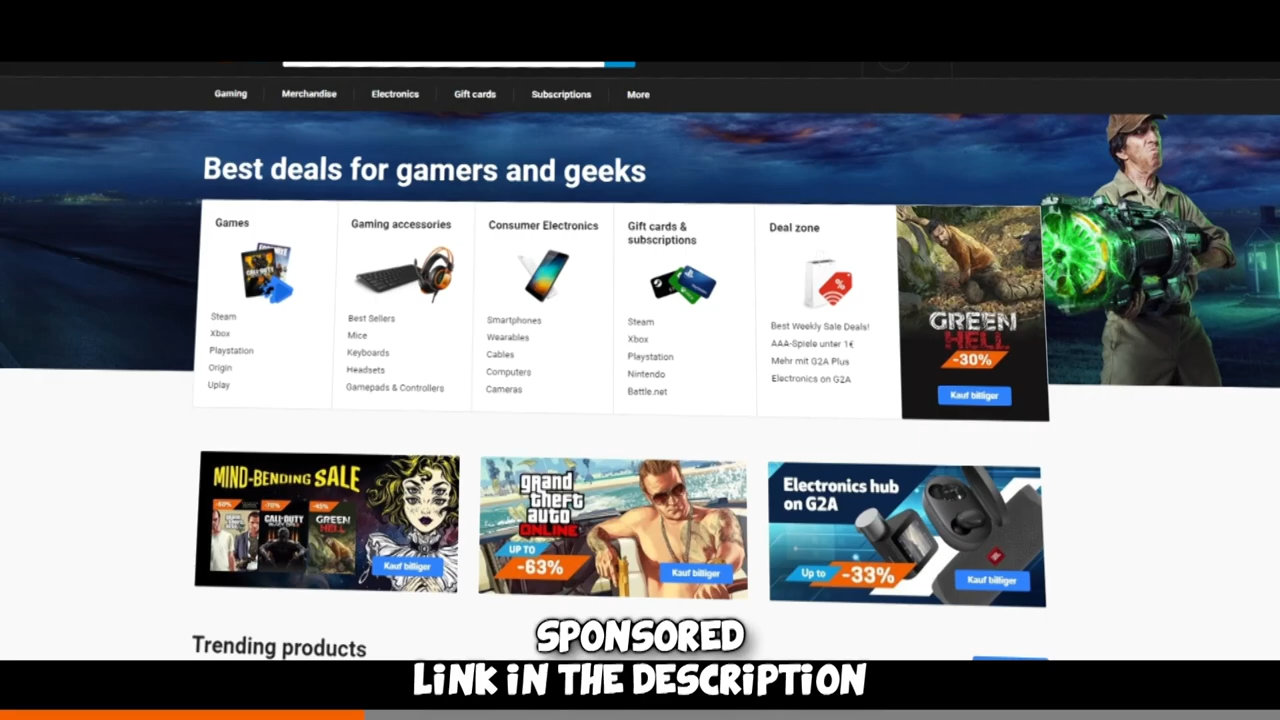 Gaming
Merchandise
Electronics
Gift cards
Subscriptions
More
Best deals for gamers and geeks
Games
Steam
Xbox
Playstation
Origin
Uplay
Gaming accessories
Best Sellers
Mice
Keyboards
Headsets
Gamepads & Controllers
Consumer Electronics
Smartphones
Wearables
Cables
Computers
Cameras
Gift cards &
subscriptions
Steam
Xbox
Playstation
Nintendo
Battle.net
Deal zone
Best Weekly Sale Deals!
AAA-Spiele unter 1€
Mehr mit G2A Plus
Electronics on G2A
GREEN
HELL
-30%
Kauf billiger
MIND-BENDING SALE
CALL OF DUTY
GREEN
HELL
Kauf billiger
grand
theft
auto
ONLINE
UP TO
-63%
Kauf billiger
Electronics hub
on G2A
Up to -33%
Kauf billiger
Trending products
SPONSORED
LINK IN THE DESCRIPTION